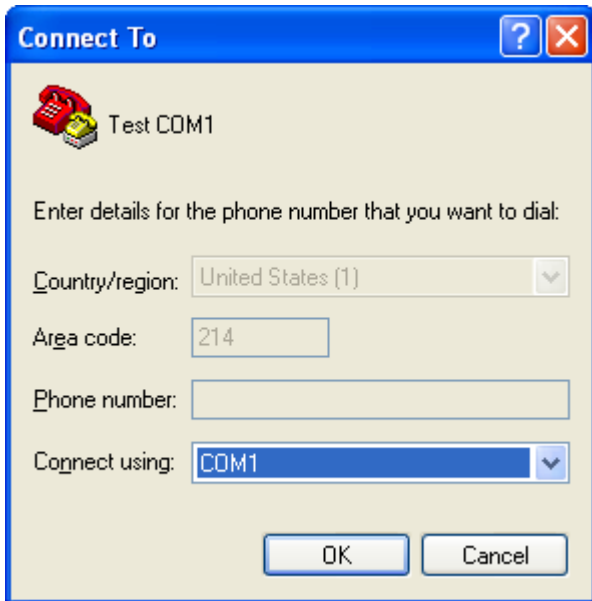 Connect To
Test COM1
Enter details for the phone number that you want to dial:
Country/region: United States (1)
Area code: 214
Phone number:
Connect using: COM1
OK Cancel